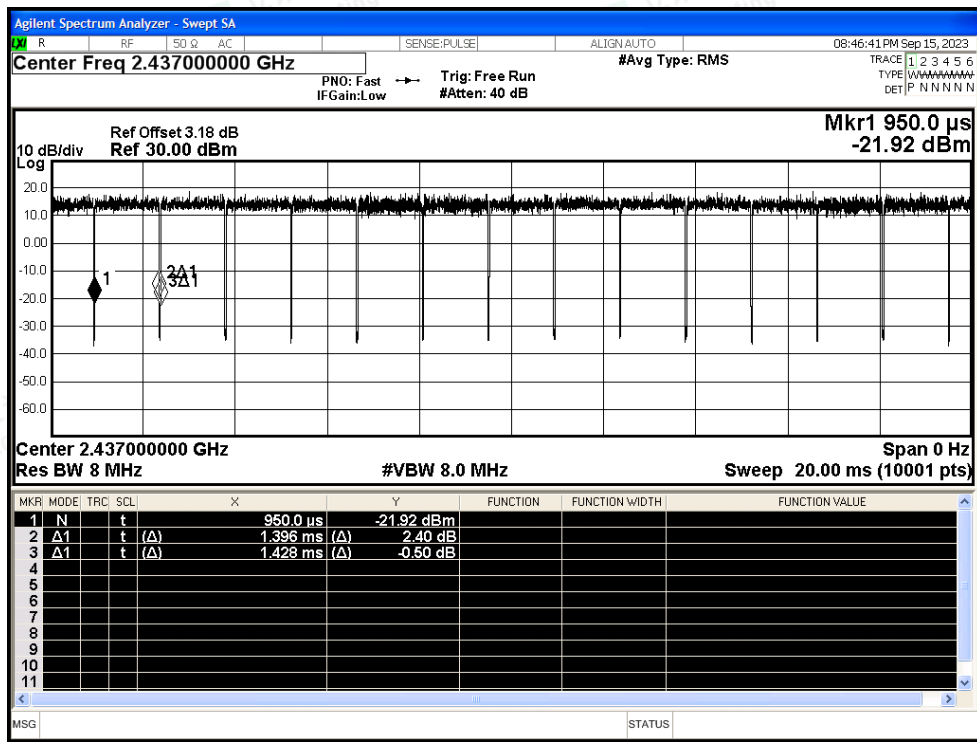 Agilent Spectrum Analyzer - Swept SA
LXI R RF 50 Ω AC SENSE:PULSE ALIGN AUTO 08:46:41 PM Sep 15, 2023
Center Freq 2.437000000 GHz
#Avg Type: RMS
TRACE 1 2 3 4 5 6
PNO: Fast
Trig: Free Run
TYPE W
IFGain:Low
#Atten: 40 dB
DET P N N N N N
Mkr1 950.0 µs
-21.92 dBm
Ref Offset 3.18 dB
10 dB/div Ref 30.00 dBm
Log
20.0
10.0
0.00
-10.0
-20.0
-30.0
-40.0
-50.0
-60.0
1
2Δ1
3Δ1
Center 2.437000000 GHz Span 0 Hz
Res BW 8 MHz #VBW 8.0 MHz Sweep 20.00 ms (10001 pts)
MKR MODE TRC SCL X Y FUNCTION FUNCTION WIDTH FUNCTION VALUE
1 N t 950.0 µs -21.92 dBm
2 Δ1 t (Δ) 1.396 ms (Δ) 2.40 dB
3 Δ1 t (Δ) 1.428 ms (Δ) -0.50 dB
4
5
6
7
8
9
10
11
MSG STATUS